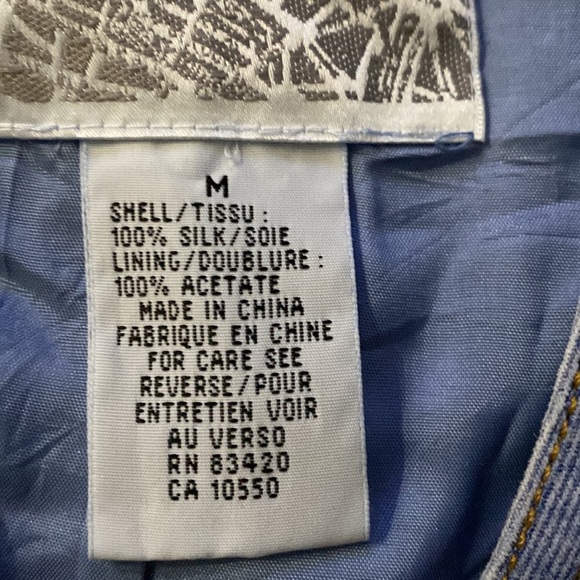 M
SHELL/TISSU :
100% SILK/SOIE
LINING/DOUBLURE :
100% ACETATE
MADE IN CHINA
FABRIQUE EN CHINE
FOR CARE SEE
REVERSE/POUR
ENTRETIEN VOIR
AU VERSO
RN 83420
CA 10550